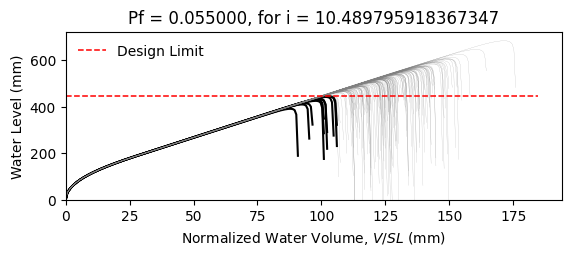 Pf = 0.055000, for i = 10.489795918367347
Design Limit
Water Level (mm)
600
400
200
0
0 25 50 75 100 125 150 175
Normalized Water Volume, V/SL (mm)